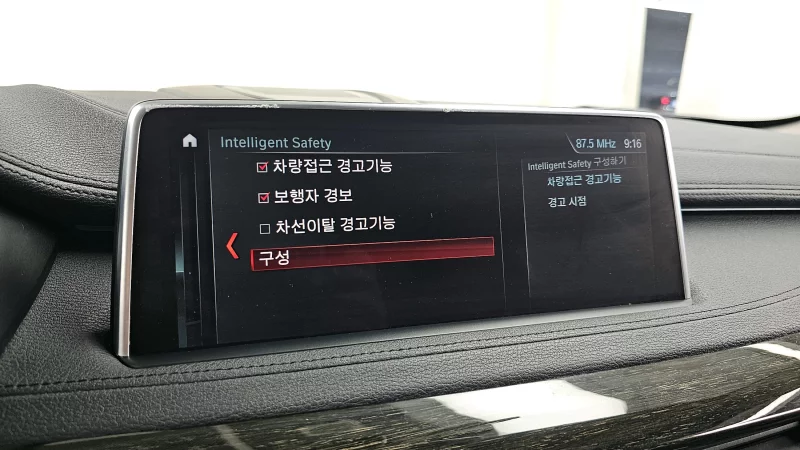 Intelligent Safety
87.5 MHz 9:16
차량접근 경고기능
보행자 경보
차선이탈 경고기능
구성
Intelligent Safety 구성하기
차량접근 경고기능
경고 시점